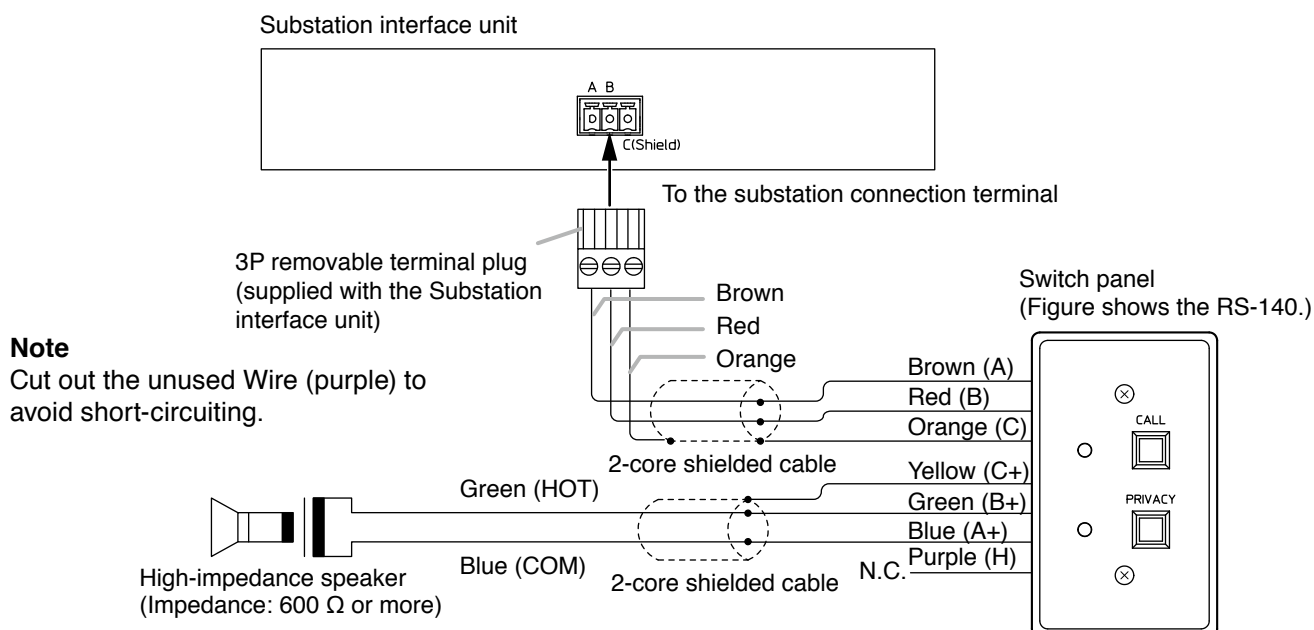 Substation interface unit
A B
C(Shield)
To the substation connection terminal
3P removable terminal plug
(supplied with the Substation
interface unit)
Brown
Red
Orange
Switch panel
(Figure shows the RS-140.)
Note
Cut out the unused Wire (purple) to
avoid short-circuiting.
Brown (A)
Red (B)
Orange (C)
CALL
2-core shielded cable
Yellow (C+)
Green (HOT)
Green (B+)
PRIVACY
Blue (A+)
Blue (COM)
Purple (H)
N.C.
2-core shielded cable
High-impedance speaker
(Impedance: 600 Ω or more)